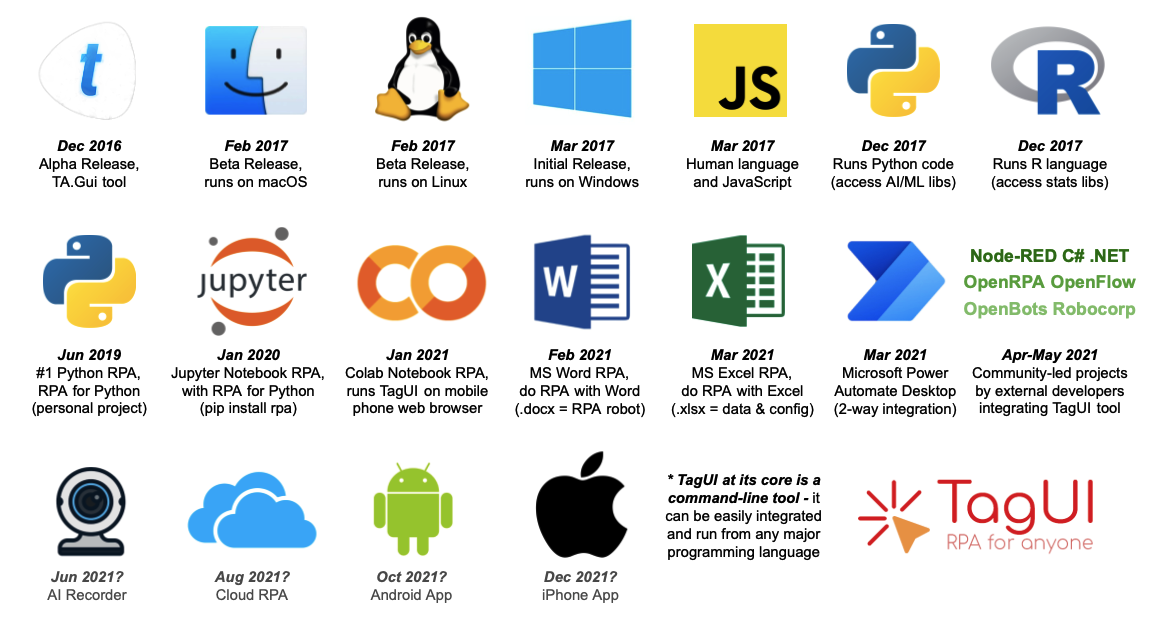 t
JS
R
Dec 2016
Alpha Release,
TA.Gui tool
Feb 2017
Beta Release,
runs on macOS
Feb 2017
Beta Release,
runs on Linux
Mar 2017
Initial Release,
runs on Windows
Mar 2017
Human language
and JavaScript
Dec 2017
Runs Python code
(access AI/ML libs)
Dec 2017
Runs R language
(access stats libs)
jupyter
W
X
Node-RED C# .NET
OpenRPA OpenFlow
OpenBots Robocorp
Jun 2019
#1 Python RPA,
RPA for Python
(personal project)
Jan 2020
Jupyter Notebook RPA,
with RPA for Python
(pip install rpa)
Jan 2021
Colab Notebook RPA,
runs TagUI on mobile
phone web browser
Feb 2021
MS Word RPA,
do RPA with Word
(.docx = RPA robot)
Mar 2021
MS Excel RPA,
do RPA with Excel
(.xlsx = data & config)
Mar 2021
Microsoft Power
Automate Desktop
(2-way integration)
Apr-May 2021
Community-led projects
by external developers
integrating TagUI tool
Jun 2021?
AI Recorder
Aug 2021?
Cloud RPA
Oct 2021?
Android App
Dec 2021?
iPhone App
* TagUI at its core is a
command-line tool - it
can be easily integrated
and run from any major
programming language
TagUI
RPA for anyone